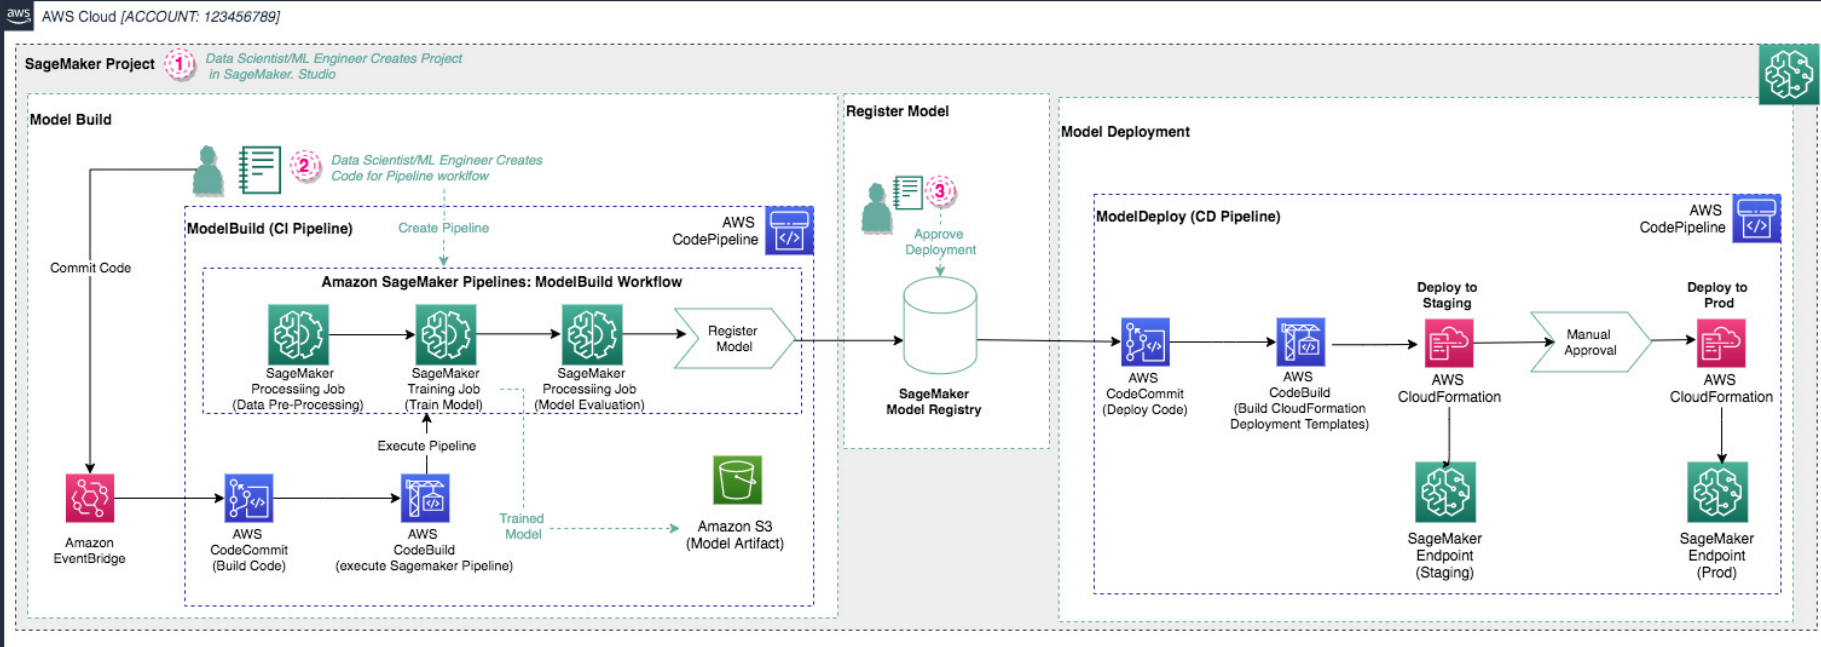 aws
AWS Cloud [ACCOUNT: 123456789]
SageMaker Project
1
Data Scientist/ML Engineer Creates Project
in SageMaker. Studio
Model Build
2
Data Scientist/ML Engineer Creates
Code for Pipeline worklfow
Commit Code
ModelBuild (CI Pipeline)
Create Pipeline
AWS
CodePipeline
Amazon SageMaker Pipelines: ModelBuild Workflow
SageMaker
Processiing Job
(Data Pre-Processing)
SageMaker
Training Job
(Train Model)
SageMaker
Processiing Job
(Model Evaluation)
Register
Model
Execute Pipeline
Amazon
EventBridge
AWS
CodeCommit
(Build Code)
AWS
CodeBuild
(execute Sagemaker Pipeline)
Trained
Model
Amazon S3
(Model Artifact)
Register Model
3
Approve
Deployment
SageMaker
Model Registry
Model Deployment
ModelDeploy (CD Pipeline)
AWS
CodePipeline
AWS
CodeCommit
(Deploy Code)
AWS
CodeBuild
(Build CloudFormation
Deployment Templates)
Deploy to
Staging
AWS
CloudFormation
Manual
Approval
Deploy to
Prod
AWS
CloudFormation
SageMaker
Endpoint
(Staging)
SageMaker
Endpoint
(Prod)